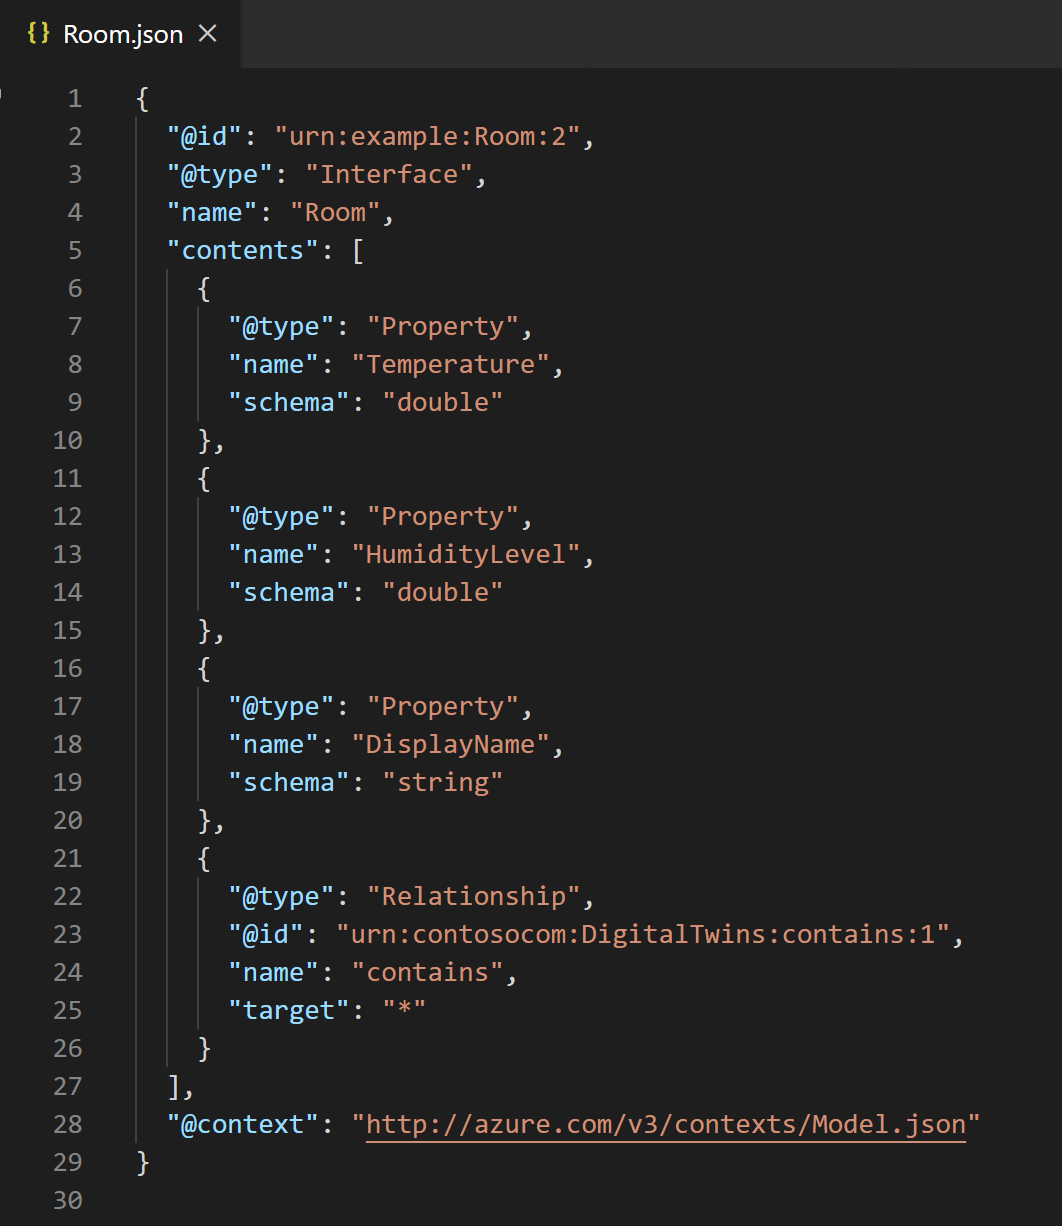 {} Room.json ×
1 {
2   "@id": "urn:example:Room:2",
3   "@type": "Interface",
4   "name": "Room",
5   "contents": [
6     {
7       "@type": "Property",
8       "name": "Temperature",
9       "schema": "double"
10     },
11     {
12       "@type": "Property",
13       "name": "HumidityLevel",
14       "schema": "double"
15     },
16     {
17       "@type": "Property",
18       "name": "DisplayName",
19       "schema": "string"
20     },
21     {
22       "@type": "Relationship",
23       "@id": "urn:contosocom:DigitalTwins:contains:1",
24       "name": "contains",
25       "target": "*"
26     }
27   ],
28   "@context": "http://azure.com/v3/contexts/Model.json"
29 }
30